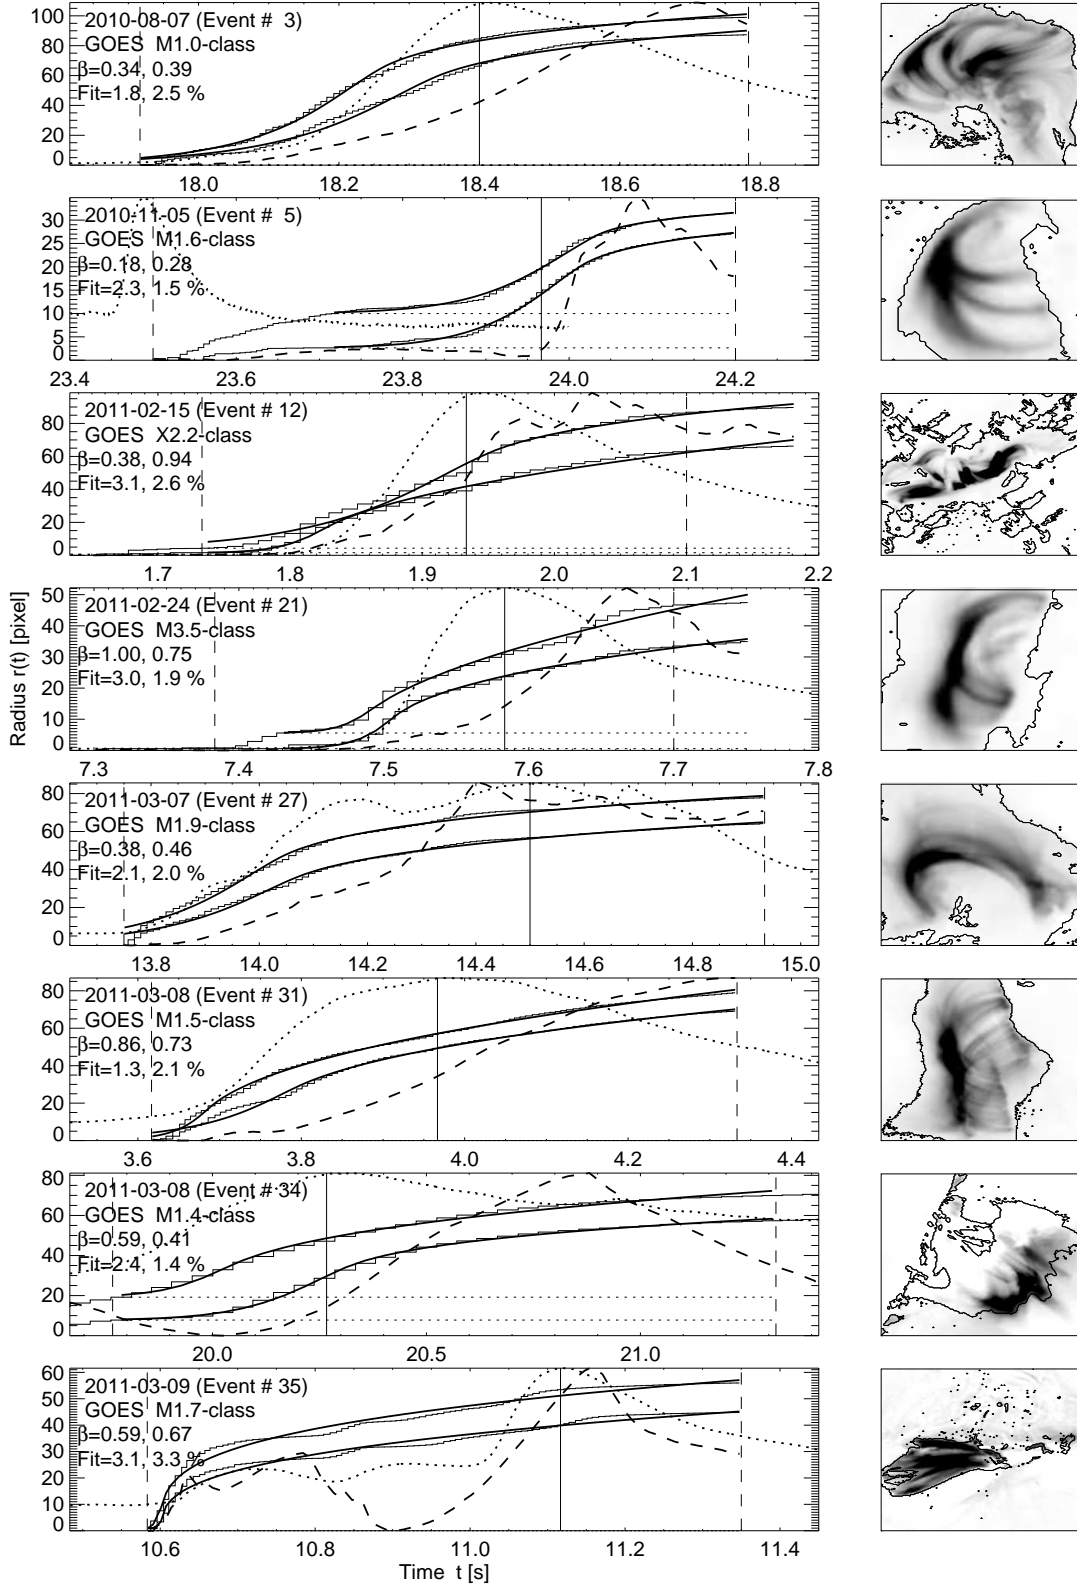 2010-08-07 (Event # 3)
GOES M1.0-class
β=0.34, 0.39
Fit=1.8, 2.5 %
100
80
60
40
20
0
18.0 18.2 18.4 18.6 18.8
2010-11-05 (Event # 5)
GOES M1.6-class
β=0.18, 0.28
Fit=2.3, 1.5 %
30
25
20
15
10
5
0
23.4 23.6 23.8 24.0 24.2
2011-02-15 (Event # 12)
GOES X2.2-class
β=0.38, 0.94
Fit=3.1, 2.6 %
80
60
40
20
0
1.7 1.8 1.9 2.0 2.1 2.2
2011-02-24 (Event # 21)
GOES M3.5-class
β=1.00, 0.75
Fit=3.0, 1.9 %
50
40
30
20
10
0
7.3 7.4 7.5 7.6 7.7 7.8
Radius r(t) [pixel]
2011-03-07 (Event # 27)
GOES M1.9-class
β=0.38, 0.46
Fit=2.1, 2.0 %
80
60
40
20
0
13.8 14.0 14.2 14.4 14.6 14.8 15.0
2011-03-08 (Event # 31)
GOES M1.5-class
β=0.86, 0.73
Fit=1.3, 2.1 %
80
60
40
20
0
3.6 3.8 4.0 4.2 4.4
2011-03-08 (Event # 34)
GOES M1.4-class
β=0.59, 0.41
Fit=2.4, 1.4 %
80
60
40
20
0
20.0 20.5 21.0
2011-03-09 (Event # 35)
GOES M1.7-class
β=0.59, 0.67
Fit=3.1, 3.3 %
60
50
40
30
20
10
0
10.6 10.8 11.0 11.2 11.4
Time t [s]